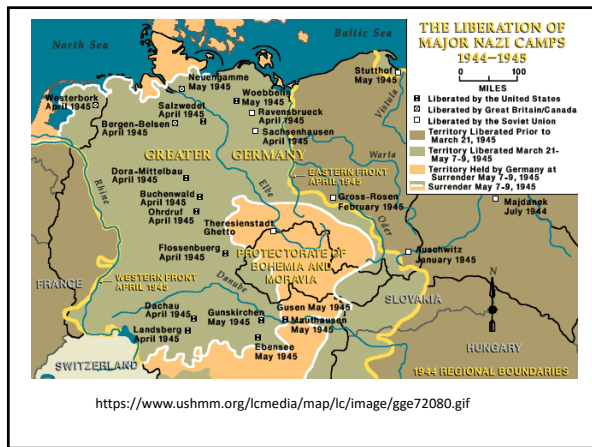 North Sea
Baltic Sea
THE LIBERATION OF
MAJOR NAZI CAMPS
1944–1945
0 100
MILES
Liberated by the United States
Liberated by Great Britain/Canada
Liberated by the Soviet Union
Territory Liberated Prior to
March 21, 1945
Territory Liberated March 21-
May 7-9, 1945
Territory Held by Germany at
Surrender May 7-9, 1945
Surrender May 7-9, 1945
Stutthof
May 1945
Vistula
Neuengamme
May 1945
Westerbork
April 1945
Salzwedel
April 1945
Woebbelin
May 1945
Bergen-Belsen
April 1945
Ravensbrueck
April 1945
Sachsenhausen
April 1945
GREATER GERMANY
Warta
Dora-Mittelbau
April 1945
EASTERN FRONT
APRIL 1945
Rhine
Elbe
Buchenwald
April 1945
Ohrdruf
April 1945
Gross-Rosen
February 1945
Oder
Majdanek
July 1944
Theresienstadt
Ghetto
Flossenbuerg
April 1945
PROTECTORATE OF
BOHEMIA AND
MORAVIA
Auschwitz
January 1945
FRANCE
WESTERN FRONT
APRIL 1945
Danube
SLOVAKIA
N
Dachau
April 1945
Gunskirchen
May 1945
Gusen May 1945
Mauthausen
May 1945
Landsberg
April 1945
Ebensee
May 1945
SWITZERLAND
HUNGARY
1944 REGIONAL BOUNDARIES
https://www.ushmm.org/lcmedia/map/lc/image/gge72080.gif